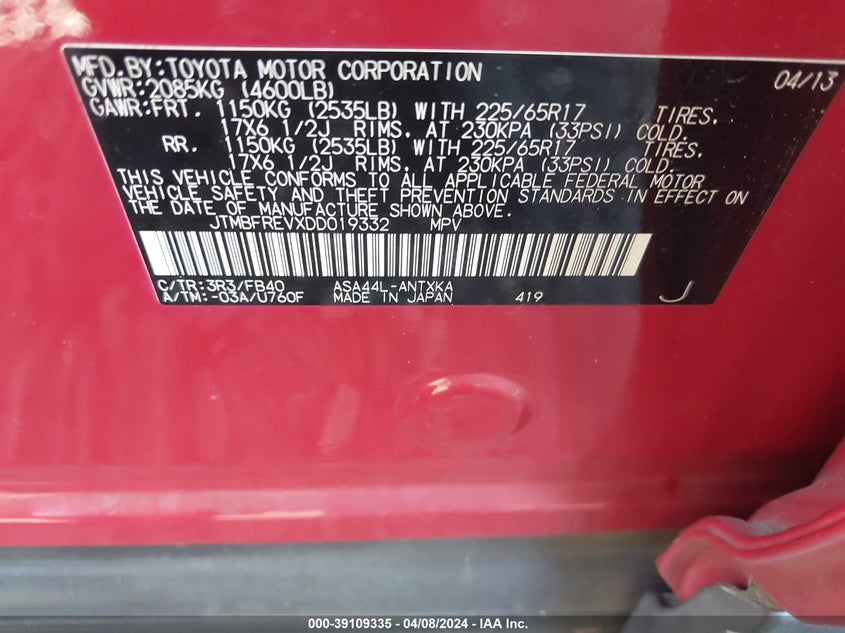 MFD.BY:TOYOTA MOTOR CORPORATION 04/13
GVWR:2085KG (4600LB)
GAWR:FRT. 1150KG (2535LB) WITH 225/65R17 TIRES,
17X6 1/2J RIMS, AT 230KPA (33PSI) COLD.
RR. 1150KG (2535LB) WITH 225/65R17 TIRES,
17X6 1/2J RIMS, AT 230KPA (33PSI) COLD.
THIS VEHICLE CONFORMS TO ALL APPLICABLE FEDERAL MOTOR
VEHICLE SAFETY AND THEFT PREVENTION STANDARDS IN EFFECT ON
THE DATE OF MANUFACTURE SHOWN ABOVE.
JTMBFREVXDD019332 MPV
C/TR:3R3/FB40 ASA44L-ANTXKA
A/TM:-03A/U760F MADE IN JAPAN 419 J
000-39109335 - 04/08/2024 - IAA Inc.